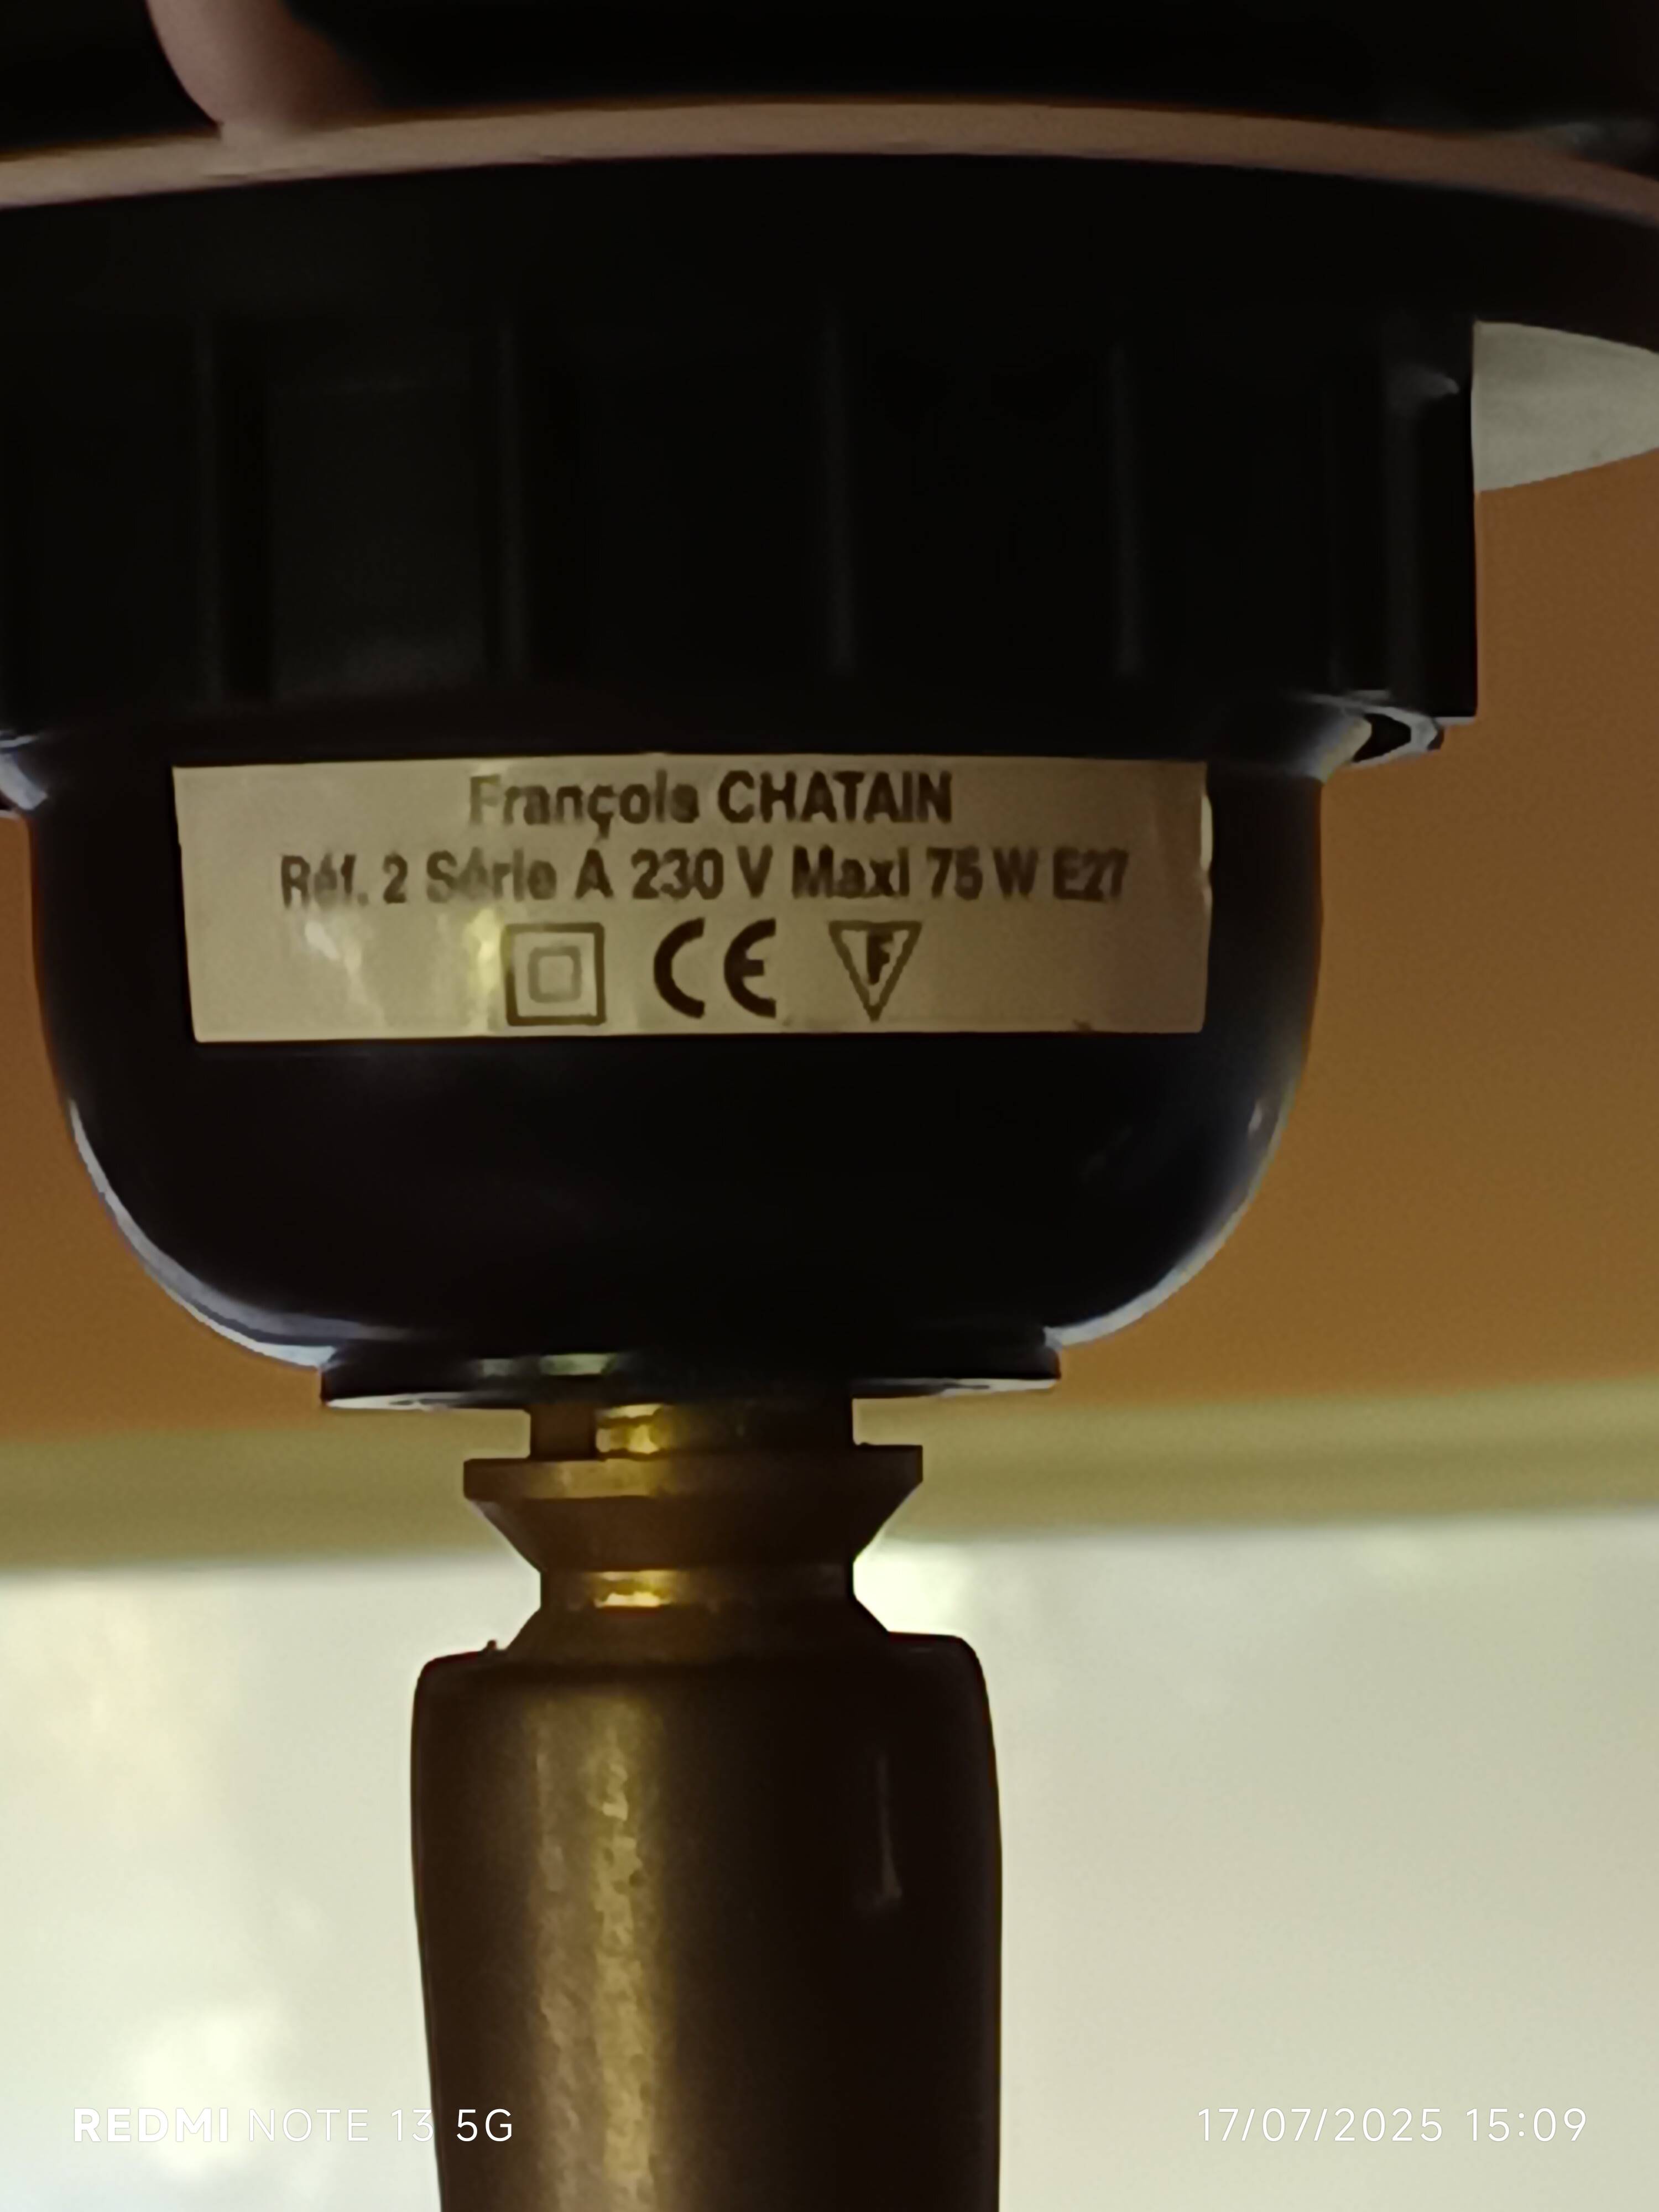 François CHATAIN
Réf. 2 Série A 230 V Maxi 75 W E27
CE F
REDMI NOTE 13 5G
17/07/2025 15:09